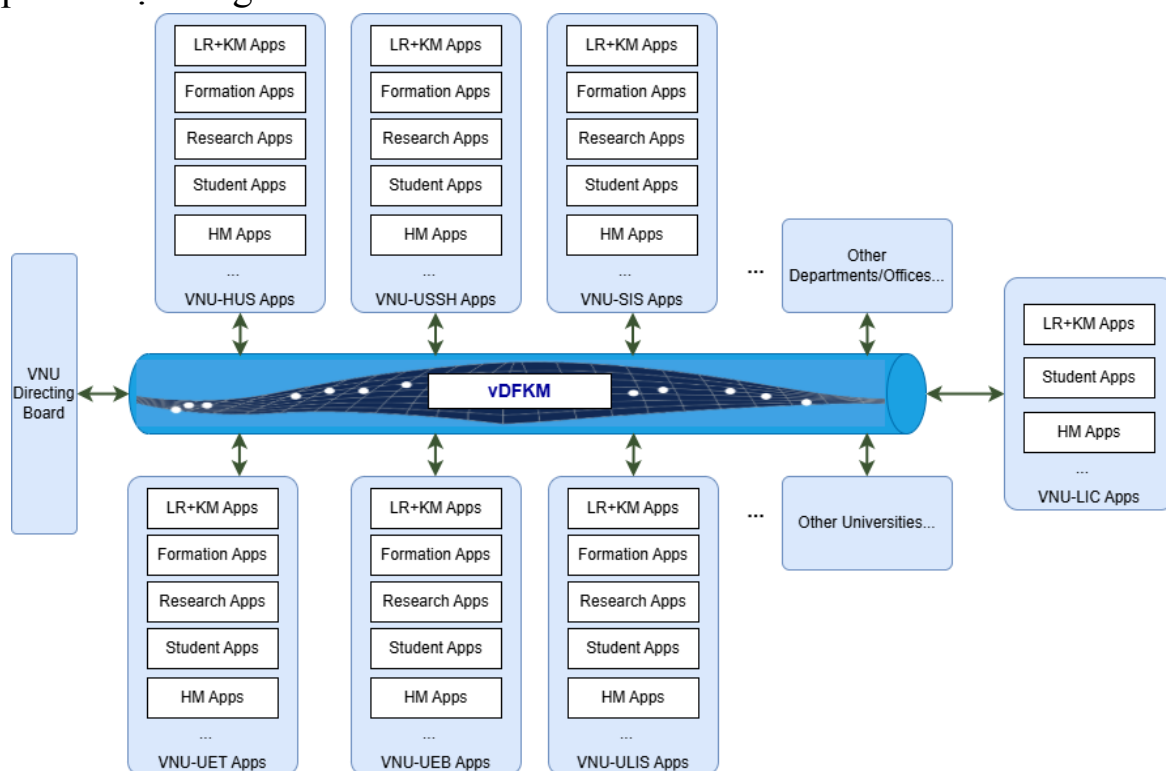 LR+KM Apps
Formation Apps
Research Apps
Student Apps
HM Apps
...
VNU-HUS Apps
LR+KM Apps
Formation Apps
Research Apps
Student Apps
HM Apps
...
VNU-USSH Apps
LR+KM Apps
Formation Apps
Research Apps
Student Apps
HM Apps
...
VNU-SIS Apps
...
Other
Departments/Offices...
VNU
Directing
Board
vDFKM
LR+KM Apps
Student Apps
HM Apps
...
VNU-LIC Apps
LR+KM Apps
Formation Apps
Research Apps
Student Apps
HM Apps
...
VNU-UET Apps
LR+KM Apps
Formation Apps
Research Apps
Student Apps
HM Apps
...
VNU-UEB Apps
LR+KM Apps
Formation Apps
Research Apps
Student Apps
HM Apps
...
VNU-ULIS Apps
...
Other Universities...